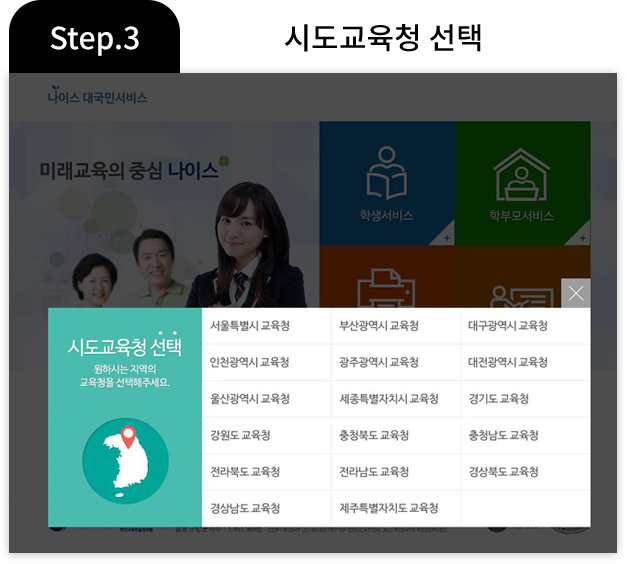 Step.3
시도교육청 선택
나이스 대국민서비스
미래교육의 중심 나이스
학생서비스
학부모서비스
시도교육청 선택
원하시는 지역의
교육청을 선택해주세요.
서울특별시 교육청 부산광역시 교육청 대구광역시 교육청
인천광역시 교육청 광주광역시 교육청 대전광역시 교육청
울산광역시 교육청 세종특별자치시 교육청 경기도 교육청
강원도 교육청 충청북도 교육청 충청남도 교육청
전라북도 교육청 전라남도 교육청 경상북도 교육청
경상남도 교육청 제주특별자치도 교육청